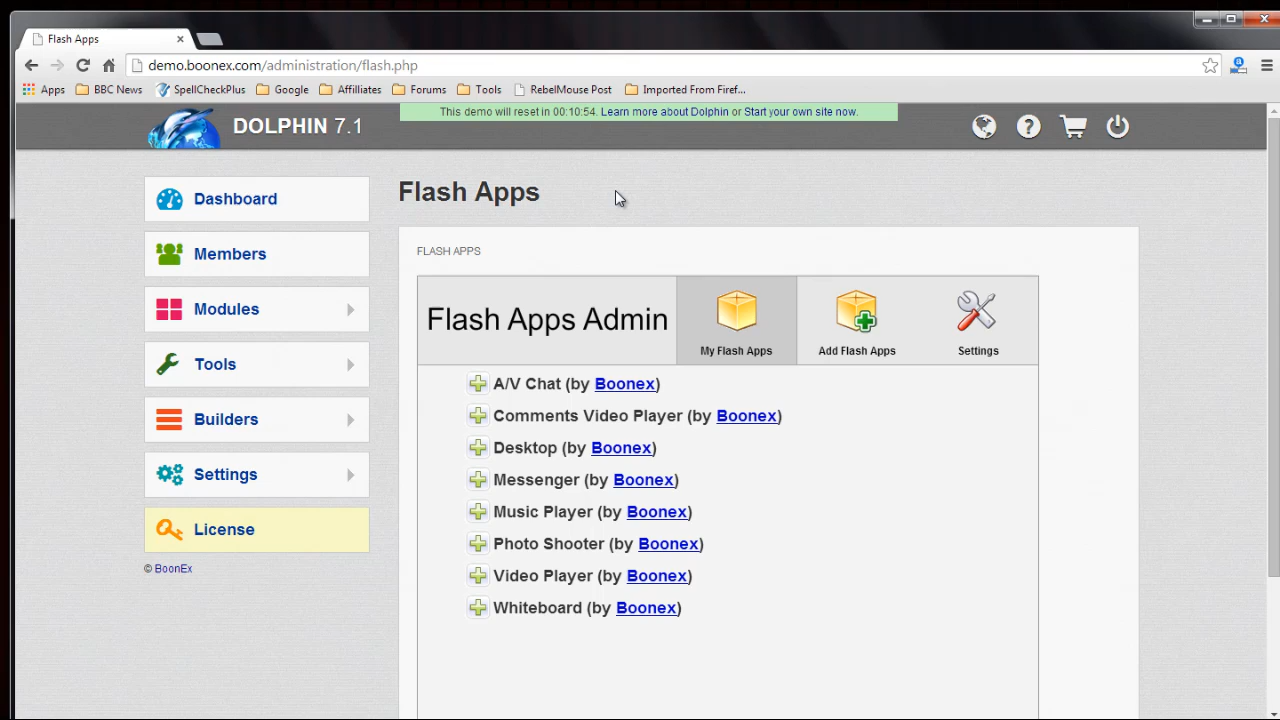 Flash Apps
demo.boonex.com/administration/flash.php
Apps BBC News SpellCheckPlus Google Affilliates Forums Tools RebelMouse Post Imported From Firef...
This demo will reset in 00:10:54. Learn more about Dolphin or Start your own site now.
DOLPHIN 7.1
Dashboard
Members
Modules
Tools
Builders
Settings
License
© BoonEx
Flash Apps
FLASH APPS
Flash Apps Admin
My Flash Apps
Add Flash Apps
Settings
A/V Chat (by Boonex)
Comments Video Player (by Boonex)
Desktop (by Boonex)
Messenger (by Boonex)
Music Player (by Boonex)
Photo Shooter (by Boonex)
Video Player (by Boonex)
Whiteboard (by Boonex)